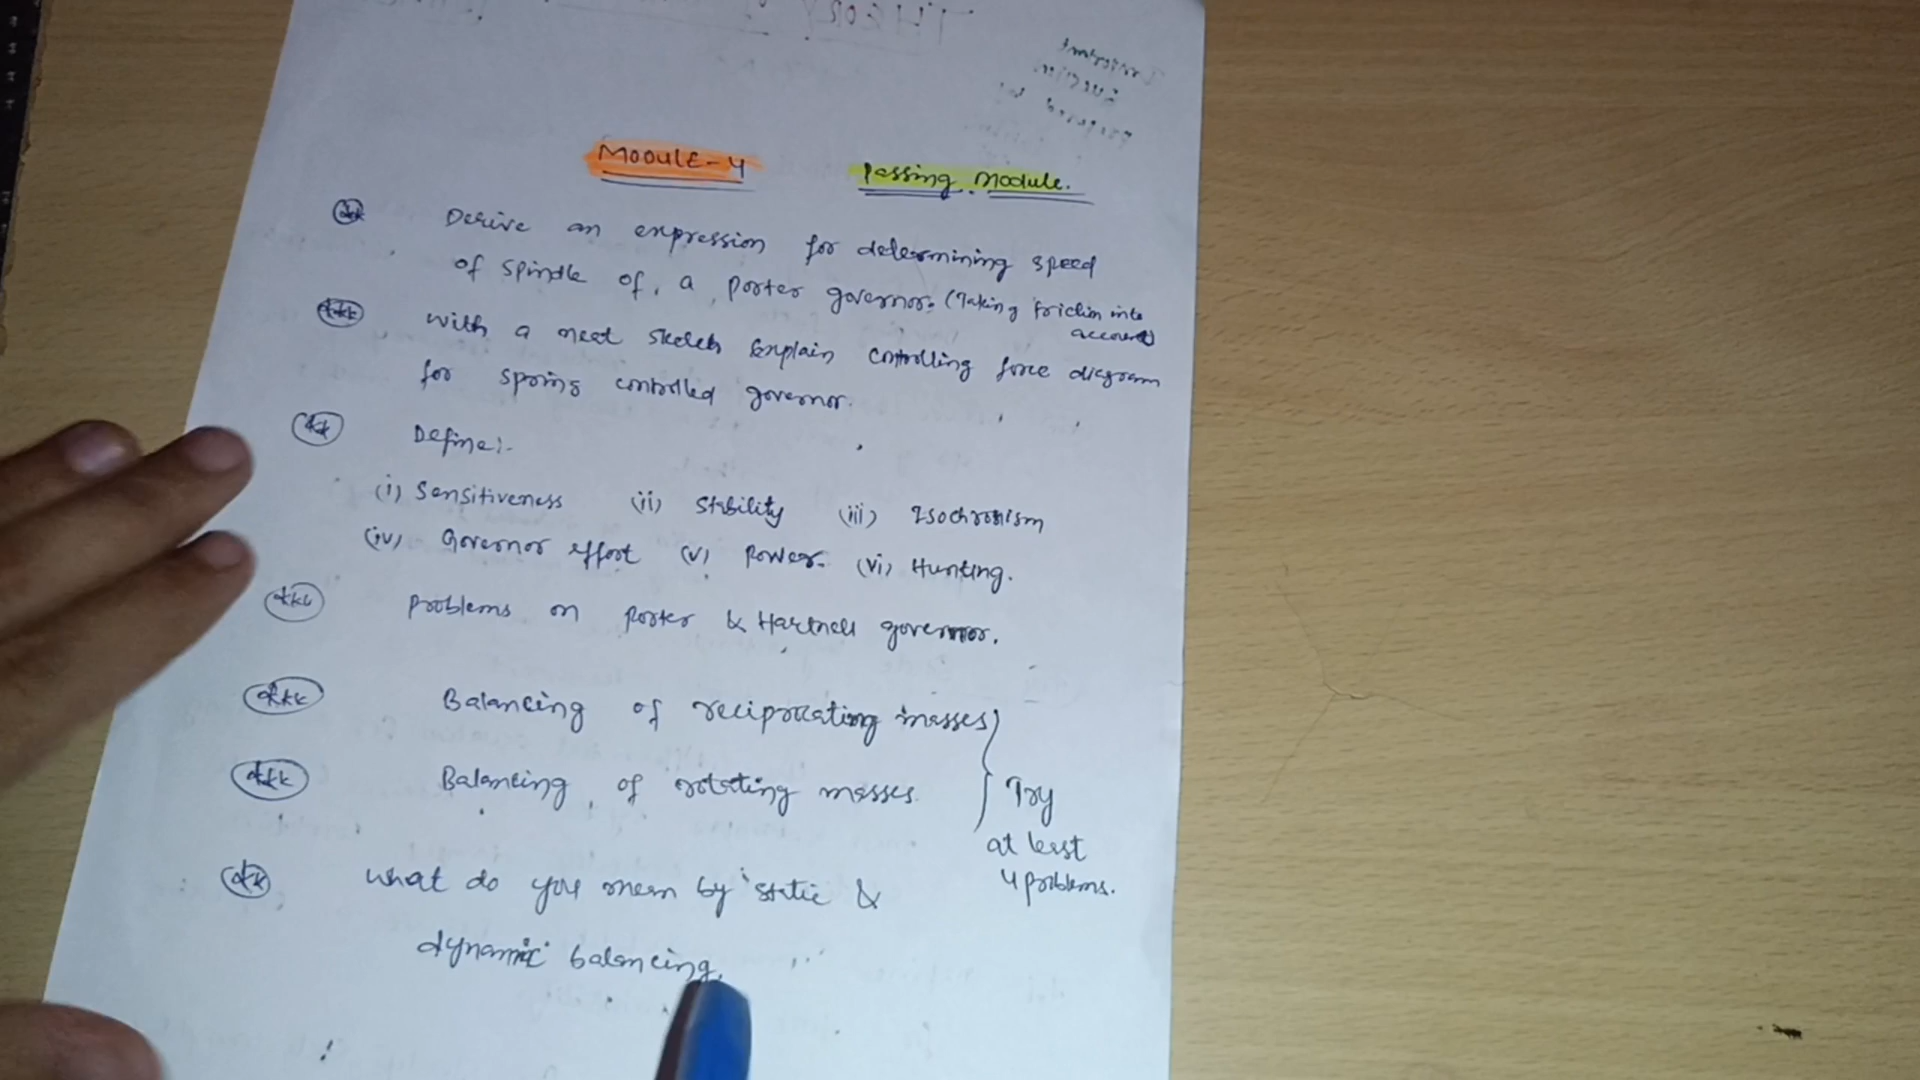 Module-4 Passing Module.
** Derive an expression for determining speed
of spindle of a porter governor. (Taking friction into
account)
*** With a neat sketch Explain controlling force diagram
for spring controlled governor.
** Define:-
(i) Sensitiveness (ii) Stability (iii) Isochronism
(iv) Governor effort (v) Power. (vi) Hunting.
*** Problems on Porter & Hartnell governor.
*** Balancing of reciprocating masses
*** Balancing of rotating masses.
Try
at least
4 problems.
** What do you mean by static &
dynamic balancing.